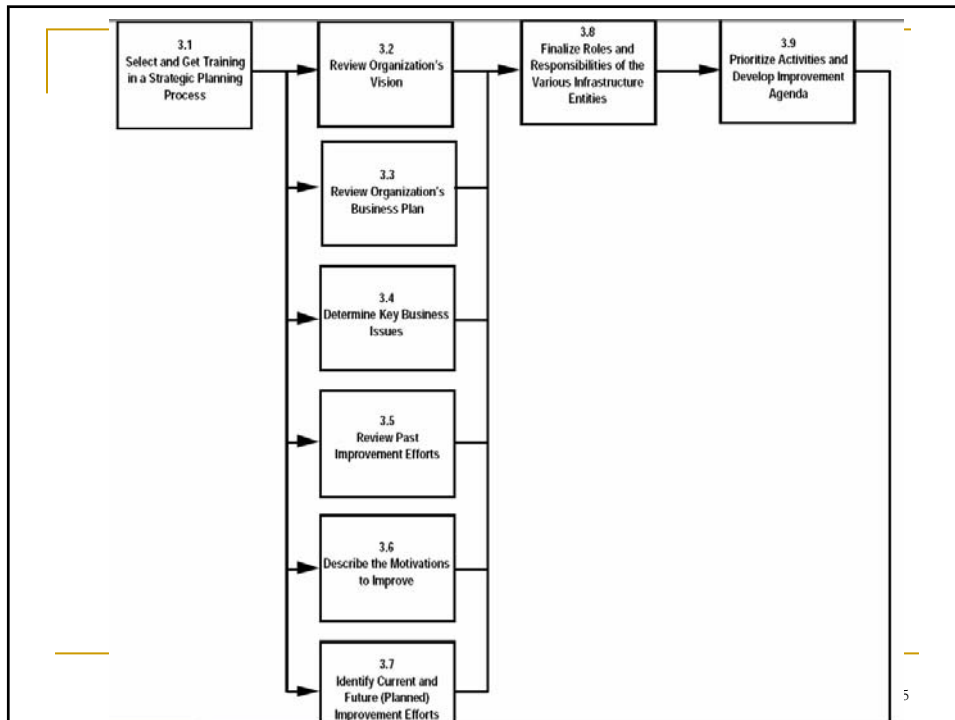 3.1
Select and Get Training
in a Strategic Planning
Process
3.2
Review Organization's
Vision
3.3
Review Organization's
Business Plan
3.4
Determine Key Business
Issues
3.5
Review Past
Improvement Efforts
3.6
Describe the Motivations
to Improve
3.7
Identify Current and
Future (Planned)
Improvement Efforts
3.8
Finalize Roles and
Responsibilities of the
Various Infrastructure
Entities
3.9
Prioritize Activities and
Develop Improvement
Agenda
5